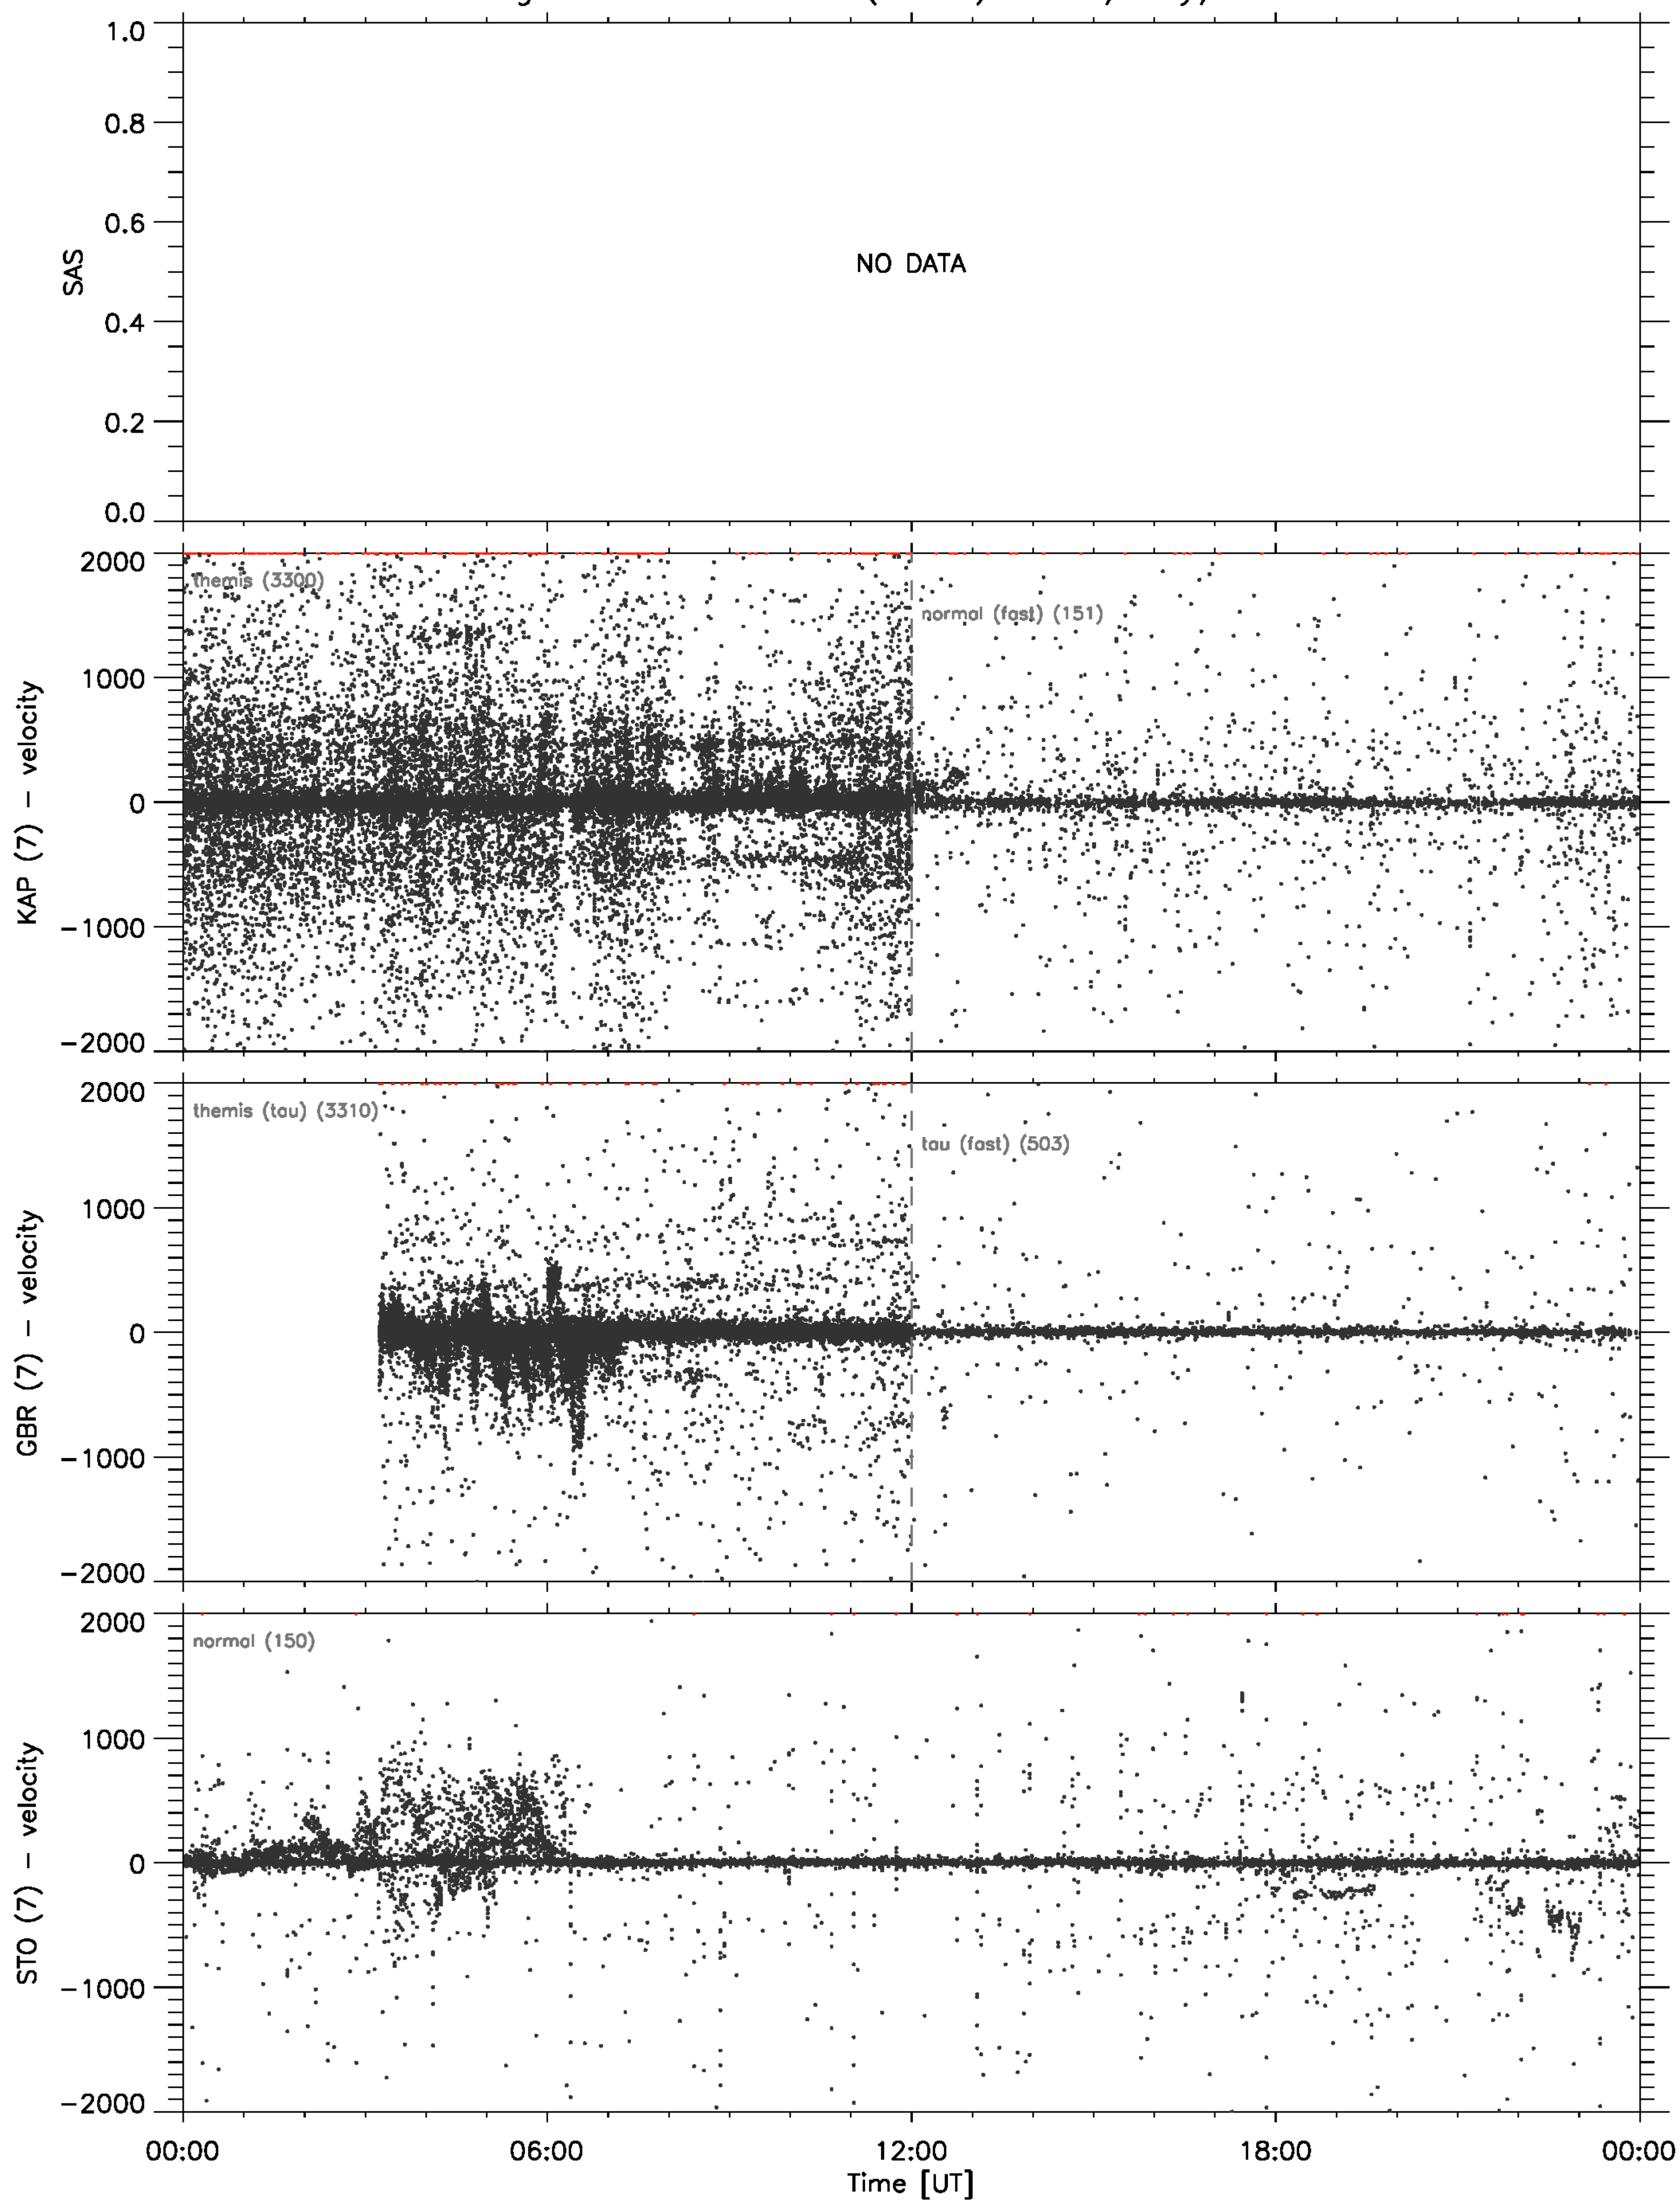 1.0
0.8
0.6
0.4
0.2
0.0
SAS
NO DATA
2000
1000
0
−1000
−2000
KAP (7) − velocity
themis (3300)
normal (fast) (151)
2000
1000
0
−1000
−2000
GBR (7) − velocity
themis (tau) (3310)
tau (fast) (503)
2000
1000
0
−1000
−2000
STO (7) − velocity
normal (150)
00:00 06:00 12:00 18:00 00:00
Time [UT]